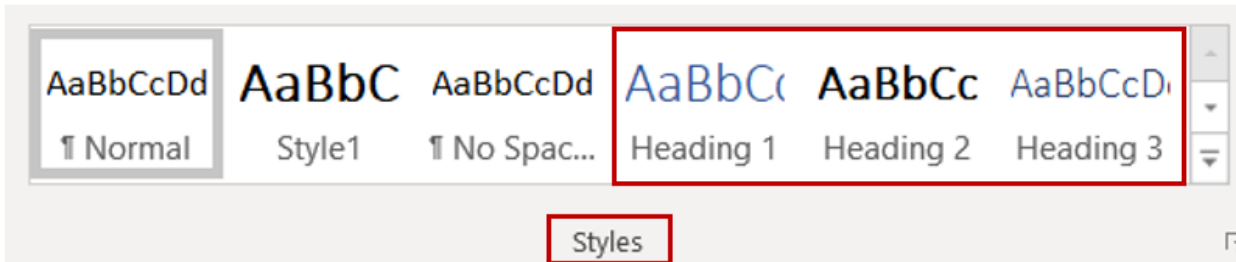 AaBbCcDd AaBbC AaBbCcDd AaBbCc AaBbCc AaBbCcD
¶ Normal Style1 ¶ No Spac... Heading 1 Heading 2 Heading 3
Styles